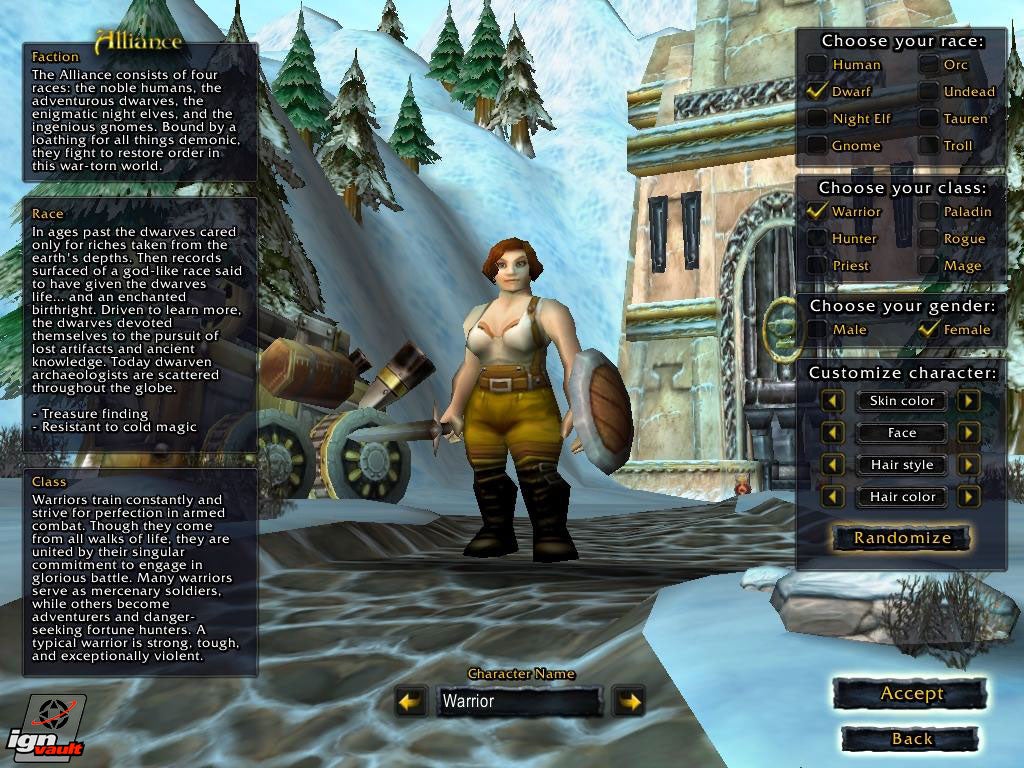 Alliance
Faction
The Alliance consists of four
races: the noble humans, the
adventurous dwarves, the
enigmatic night elves, and the
ingenious gnomes. Bound by a
loathing for all things demonic,
they fight to restore order in
this war-torn world.
Race
In ages past the dwarves cared
only for riches taken from the
earth's depths. Then records
surfaced of a god-like race said
to have given the dwarves
life... and an enchanted
birthright. Driven to learn more,
the dwarves devoted
themselves to the pursuit of
lost artifacts and ancient
knowledge. Today dwarven
archaeologists are scattered
throughout the globe.
- Treasure finding
- Resistant to cold magic
Class
Warriors train constantly and
strive for perfection in armed
combat. Though they come
from all walks of life, they are
united by their singular
commitment to engage in
glorious battle. Many warriors
serve as mercenary soldiers,
while others become
adventurers and danger-
seeking fortune hunters. A
typical warrior is strong, tough,
and exceptionally violent.
ign
vault
Character Name
Warrior
Choose your race:
Human Orc
Dwarf Undead
Night Elf Tauren
Gnome Troll
Choose your class:
Warrior Paladin
Hunter Rogue
Priest Mage
Choose your gender:
Male Female
Customize character:
Skin color
Face
Hair style
Hair color
Randomize
Accept
Back